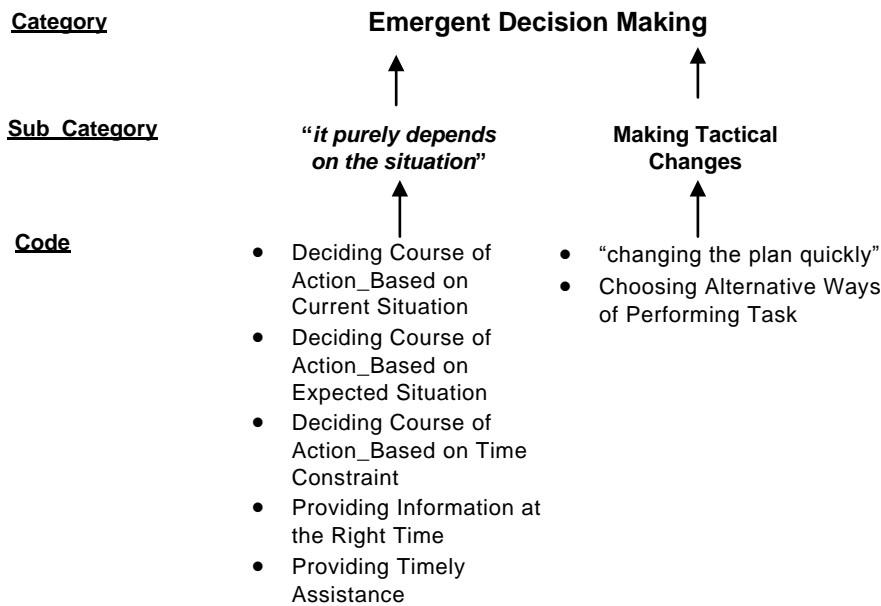 Category
Emergent Decision Making
Sub Category
“it purely depends
on the situation”
Making Tactical
Changes
Code
• Deciding Course of
Action_Based on
Current Situation
• Deciding Course of
Action_Based on
Expected Situation
• Deciding Course of
Action_Based on Time
Constraint
• Providing Information at
the Right Time
• Providing Timely
Assistance
• “changing the plan quickly”
• Choosing Alternative Ways
of Performing Task